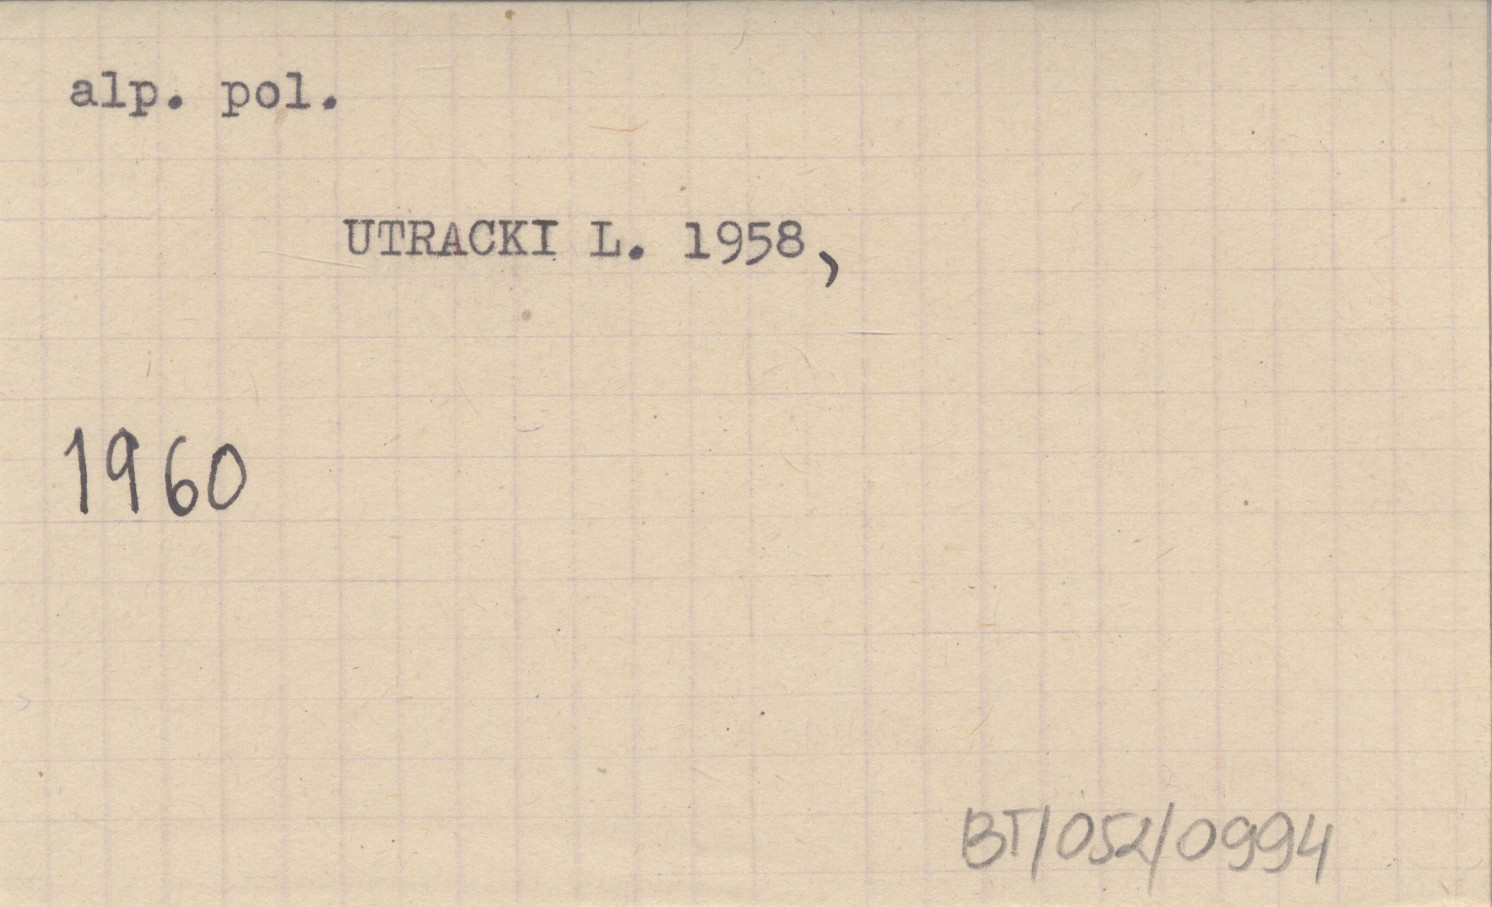 alp. pol.
UTRACKI L. 1958,
1960
BT/052/0994